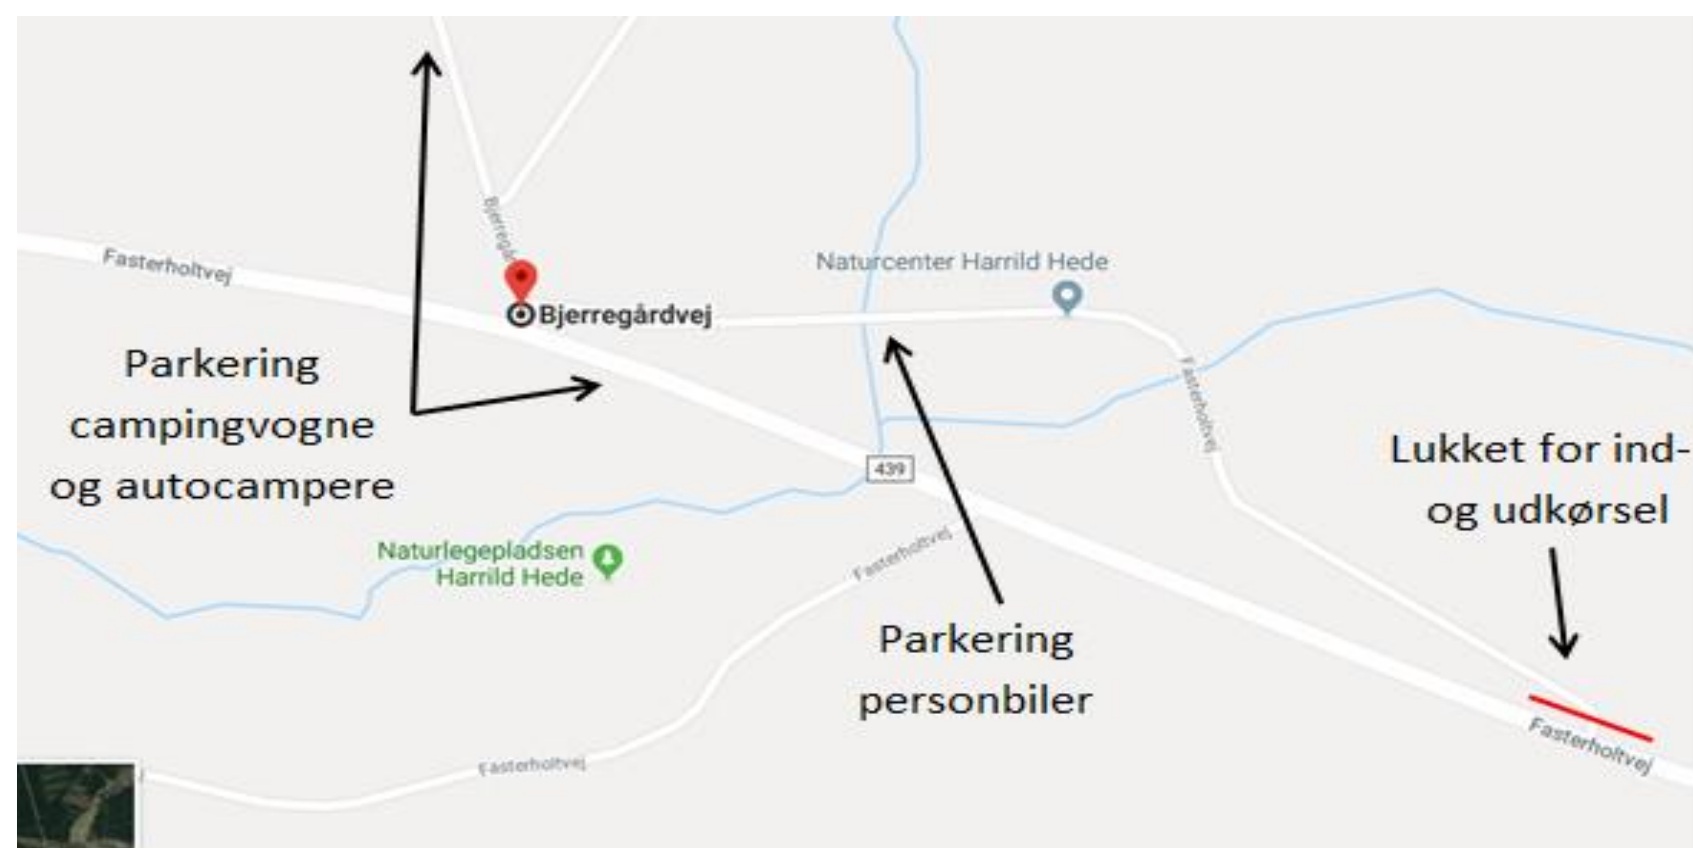 Bjerregår
Naturcenter Harrild Hede
Fasterholtvej
Bjerregårdvej
Parkering
campingvogne
og autocampere
Fasterholtvej
Lukket for ind-
og udkørsel
439
Naturlegepladsen
Harrild Hede
Fasterholtvej
Parkering
personbiler
Fasterholtvej
Fasterholtvej